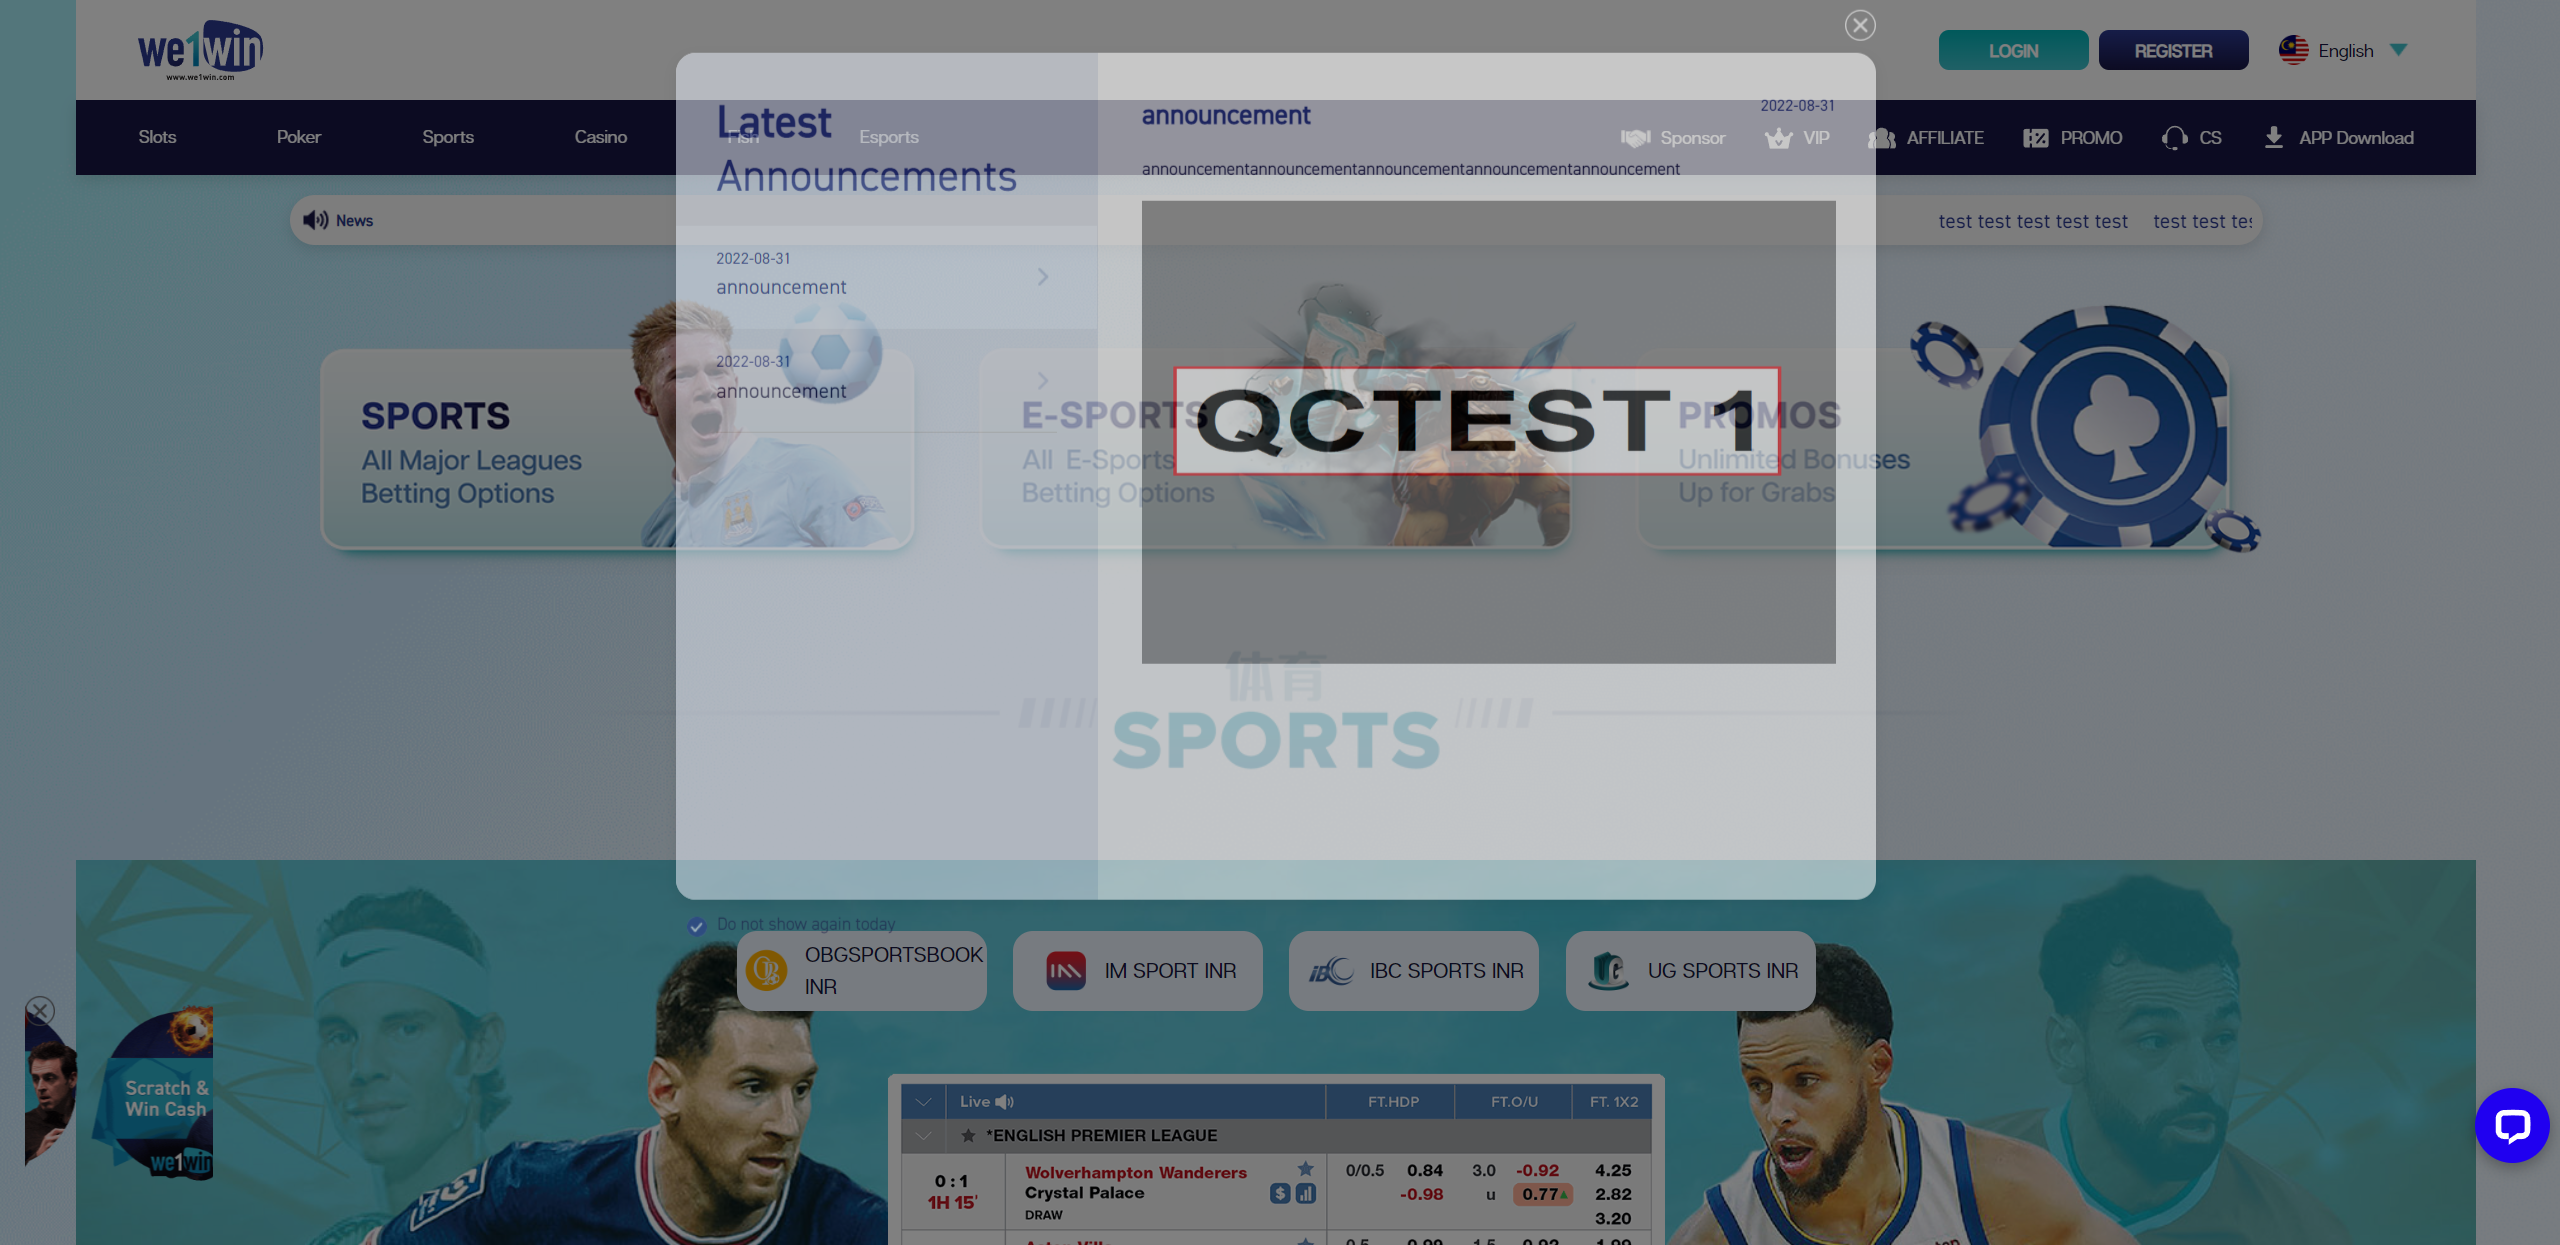 we1win
www.we1win.com
LOGIN
REGISTER
English
Slots
Poker
Sports
Casino
Fish
Esports
Sponsor
VIP
AFFILIATE
PROMO
CS
APP Download
Latest
Announcements
announcement
2022-08-31
announcementannouncementannouncementannouncementannouncement
News
test test test test test
test test tes
2022-08-31
announcement
2022-08-31
announcement
SPORTS
All Major Leagues
Betting Options
E-SPORTS
All E-Sports
Betting Options
QCTEST 1
PROMOS
Unlimited Bonuses
Up for Grabs
体育
SPORTS
Do not show again today
OBGSPORTSBOOK
INR
IM SPORT INR
IBC SPORTS INR
UG SPORTS INR
Scratch &
Win Cash
we1win
Live
FT.HDP
FT.O/U
FT. 1X2
*ENGLISH PREMIER LEAGUE
0 : 1
1H 15'
Wolverhampton Wanderers
Crystal Palace
DRAW
0/0.5 0.84 3.0 -0.92 4.25
-0.98 u 0.77 2.82
3.20